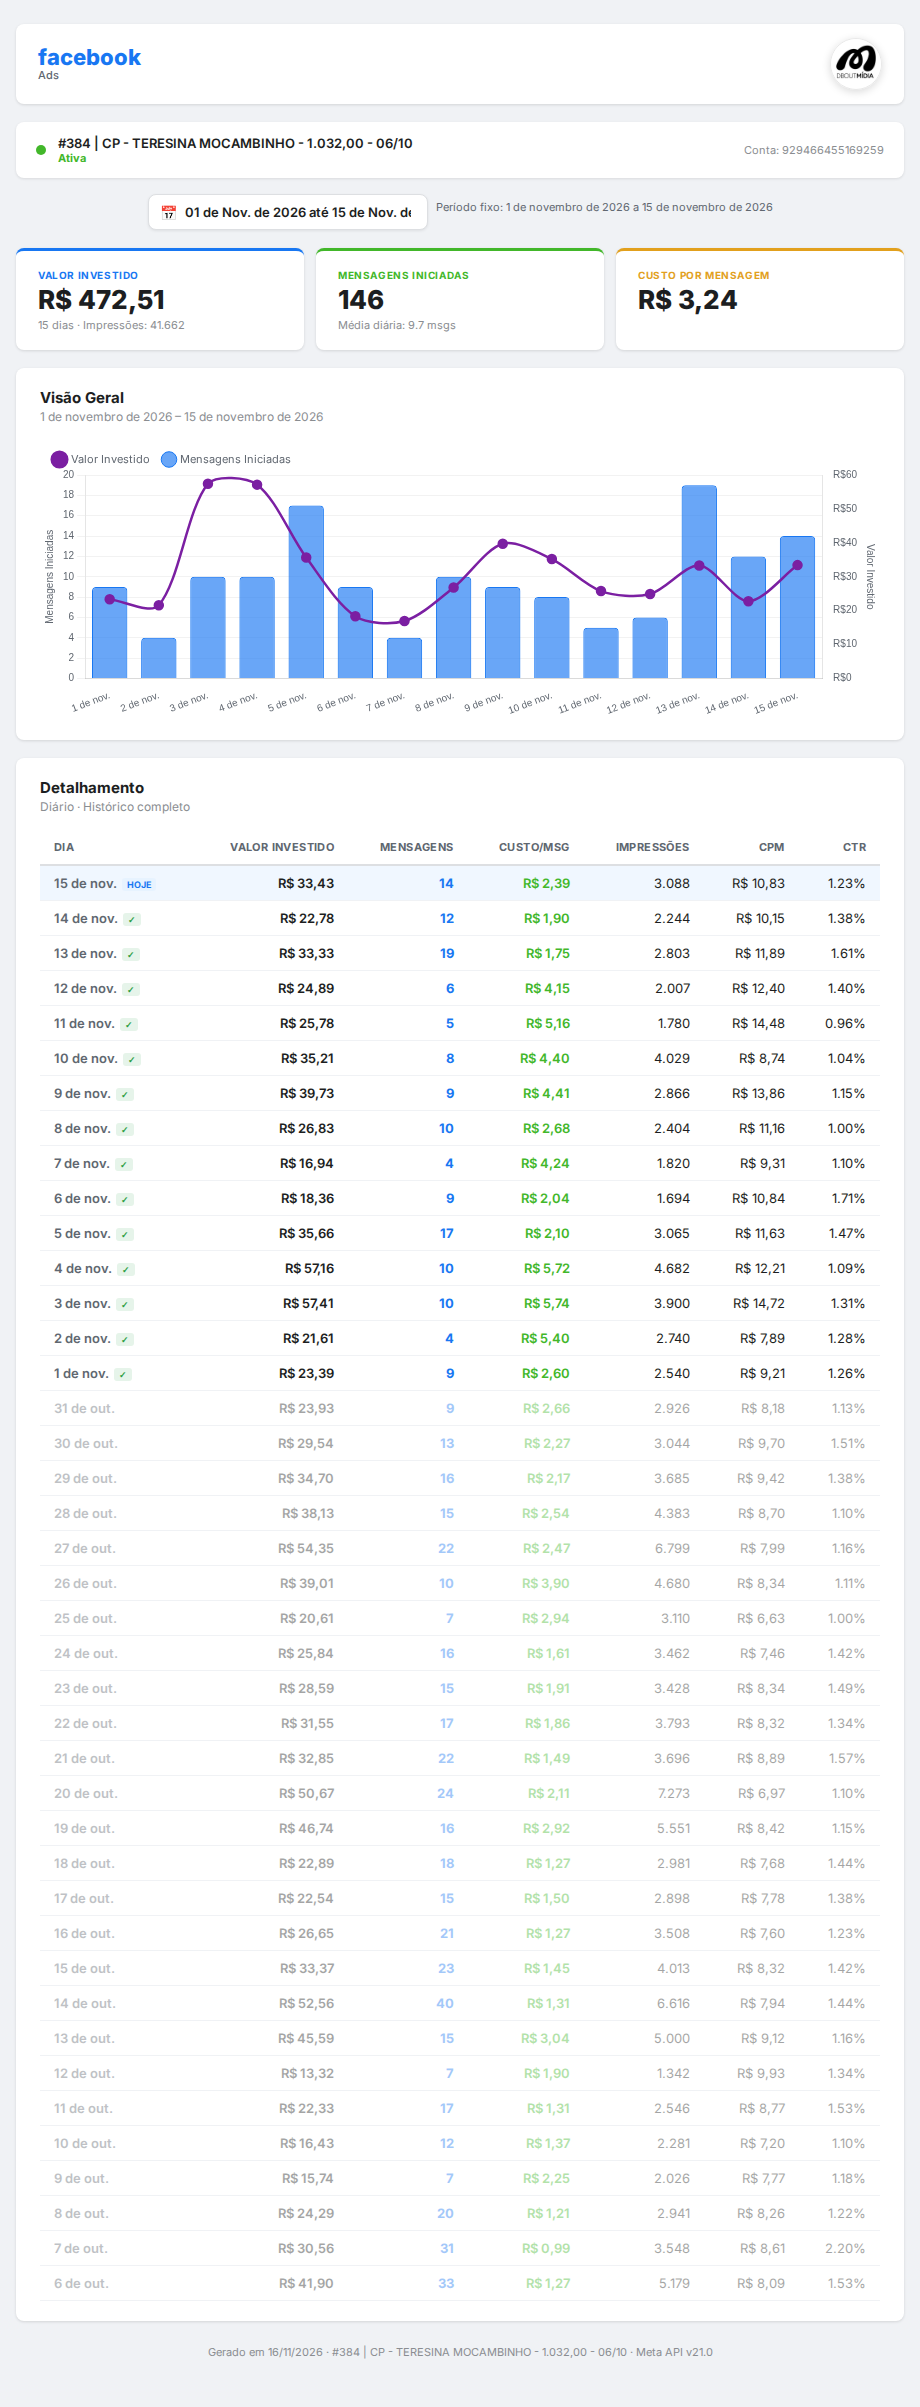 facebook
Ads
DBOUTMÍDIA
#384 | CP - TERESINA MOCAMBINHO - 1.032,00 - 06/10
Ativa
Conta: 929466455169259
📅 01 de Nov. de 2026 até 15 de Nov. de
Período fixo: 1 de novembro de 2026 a 15 de novembro de 2026
VALOR INVESTIDO
R$ 472,51
15 dias · Impressões: 41.662
MENSAGENS INICIADAS
146
Média diária: 9.7 msgs
CUSTO POR MENSAGEM
R$ 3,24
Visão Geral
1 de novembro de 2026 – 15 de novembro de 2026
Valor Investido Mensagens Iniciadas
20
18
16
14
12
10
8
6
4
2
0
Mensagens Iniciadas
R$60
R$50
R$40
R$30
R$20
R$10
R$0
Valor Investido
1 de nov. 2 de nov. 3 de nov. 4 de nov. 5 de nov. 6 de nov. 7 de nov. 8 de nov. 9 de nov. 10 de nov. 11 de nov. 12 de nov. 13 de nov. 14 de nov. 15 de nov.
Detalhamento
Diário · Histórico completo
DIA VALOR INVESTIDO MENSAGENS CUSTO/MSG IMPRESSÕES CPM CTR
15 de nov. HOJE R$ 33,43 14 R$ 2,39 3.088 R$ 10,83 1.23%
14 de nov. ✓ R$ 22,78 12 R$ 1,90 2.244 R$ 10,15 1.38%
13 de nov. ✓ R$ 33,33 19 R$ 1,75 2.803 R$ 11,89 1.61%
12 de nov. ✓ R$ 24,89 6 R$ 4,15 2.007 R$ 12,40 1.40%
11 de nov. ✓ R$ 25,78 5 R$ 5,16 1.780 R$ 14,48 0.96%
10 de nov. ✓ R$ 35,21 8 R$ 4,40 4.029 R$ 8,74 1.04%
9 de nov. ✓ R$ 39,73 9 R$ 4,41 2.866 R$ 13,86 1.15%
8 de nov. ✓ R$ 26,83 10 R$ 2,68 2.404 R$ 11,16 1.00%
7 de nov. ✓ R$ 16,94 4 R$ 4,24 1.820 R$ 9,31 1.10%
6 de nov. ✓ R$ 18,36 9 R$ 2,04 1.694 R$ 10,84 1.71%
5 de nov. ✓ R$ 35,66 17 R$ 2,10 3.065 R$ 11,63 1.47%
4 de nov. ✓ R$ 57,16 10 R$ 5,72 4.682 R$ 12,21 1.09%
3 de nov. ✓ R$ 57,41 10 R$ 5,74 3.900 R$ 14,72 1.31%
2 de nov. ✓ R$ 21,61 4 R$ 5,40 2.740 R$ 7,89 1.28%
1 de nov. ✓ R$ 23,39 9 R$ 2,60 2.540 R$ 9,21 1.26%
31 de out. R$ 23,93 9 R$ 2,66 2.926 R$ 8,18 1.13%
30 de out. R$ 29,54 13 R$ 2,27 3.044 R$ 9,70 1.51%
29 de out. R$ 34,70 16 R$ 2,17 3.685 R$ 9,42 1.38%
28 de out. R$ 38,13 15 R$ 2,54 4.383 R$ 8,70 1.10%
27 de out. R$ 54,35 22 R$ 2,47 6.799 R$ 7,99 1.16%
26 de out. R$ 39,01 10 R$ 3,90 4.680 R$ 8,34 1.11%
25 de out. R$ 20,61 7 R$ 2,94 3.110 R$ 6,63 1.00%
24 de out. R$ 25,84 16 R$ 1,61 3.462 R$ 7,46 1.42%
23 de out. R$ 28,59 15 R$ 1,91 3.428 R$ 8,34 1.49%
22 de out. R$ 31,55 17 R$ 1,86 3.793 R$ 8,32 1.34%
21 de out. R$ 32,85 22 R$ 1,49 3.696 R$ 8,89 1.57%
20 de out. R$ 50,67 24 R$ 2,11 7.273 R$ 6,97 1.10%
19 de out. R$ 46,74 16 R$ 2,92 5.551 R$ 8,42 1.15%
18 de out. R$ 22,89 18 R$ 1,27 2.981 R$ 7,68 1.44%
17 de out. R$ 22,54 15 R$ 1,50 2.898 R$ 7,78 1.38%
16 de out. R$ 26,65 21 R$ 1,27 3.508 R$ 7,60 1.23%
15 de out. R$ 33,37 23 R$ 1,45 4.013 R$ 8,32 1.42%
14 de out. R$ 52,56 40 R$ 1,31 6.616 R$ 7,94 1.44%
13 de out. R$ 45,59 15 R$ 3,04 5.000 R$ 9,12 1.16%
12 de out. R$ 13,32 7 R$ 1,90 1.342 R$ 9,93 1.34%
11 de out. R$ 22,33 17 R$ 1,31 2.546 R$ 8,77 1.53%
10 de out. R$ 16,43 12 R$ 1,37 2.281 R$ 7,20 1.10%
9 de out. R$ 15,74 7 R$ 2,25 2.026 R$ 7,77 1.18%
8 de out. R$ 24,29 20 R$ 1,21 2.941 R$ 8,26 1.22%
7 de out. R$ 30,56 31 R$ 0,99 3.548 R$ 8,61 2.20%
6 de out. R$ 41,90 33 R$ 1,27 5.179 R$ 8,09 1.53%
Gerado em 16/11/2026 · #384 | CP - TERESINA MOCAMBINHO - 1.032,00 - 06/10 · Meta API v21.0